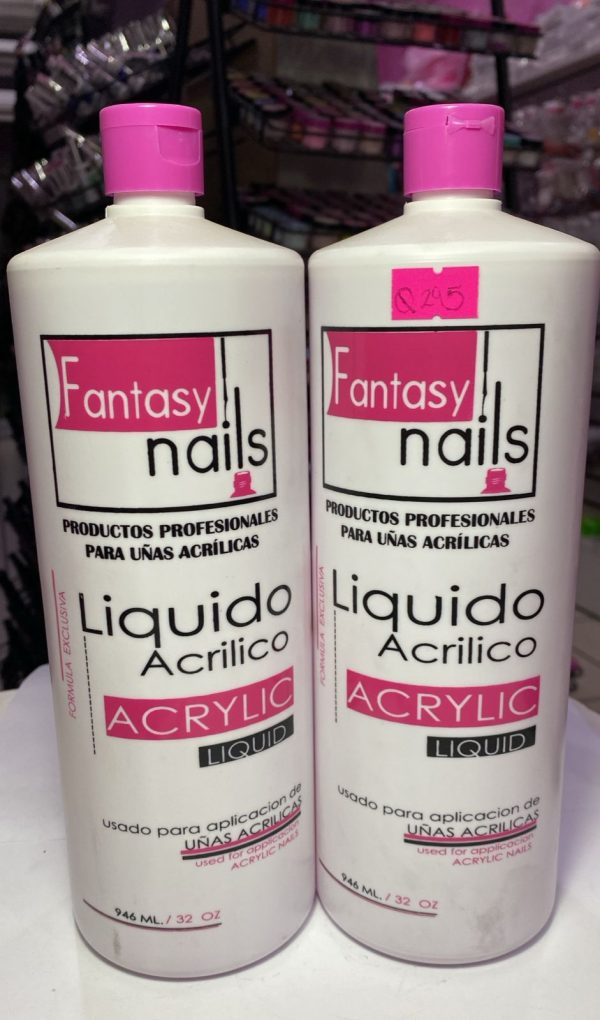 Fantasy
nails
PRODUCTOS PROFESIONALES
PARA UÑAS ACRÍLICAS
FORMULA EXCLUSIVA
Liquido
Acrilico
ACRYLIC
LIQUID
usado para aplicacion de
UÑAS ACRILICAS
used for application
ACRYLIC NAILS
946 ML. / 32 OZ
Q245
Fantasy
nails
PRODUCTOS PROFESIONALES
PARA UÑAS ACRÍLICAS
FORMULA EXCLUSIVA
Liquido
Acrilico
ACRYLIC
LIQUID
usado para aplicacion de
UÑAS ACRILICAS
used for application
ACRYLIC NAILS
946 ML. / 32 OZ